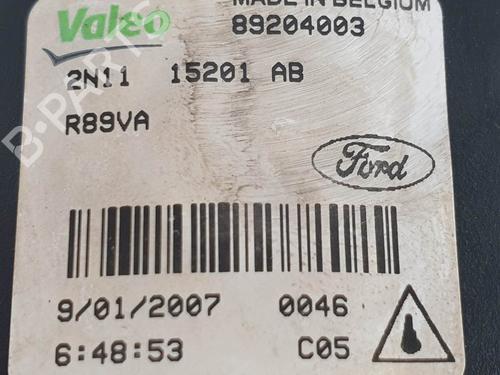 Valeo
MADE IN BELGIUM
89204003
2N11 15201 AB
R89VA
Ford
9/01/2007 0046
6:48:53 C05
B-PARTS